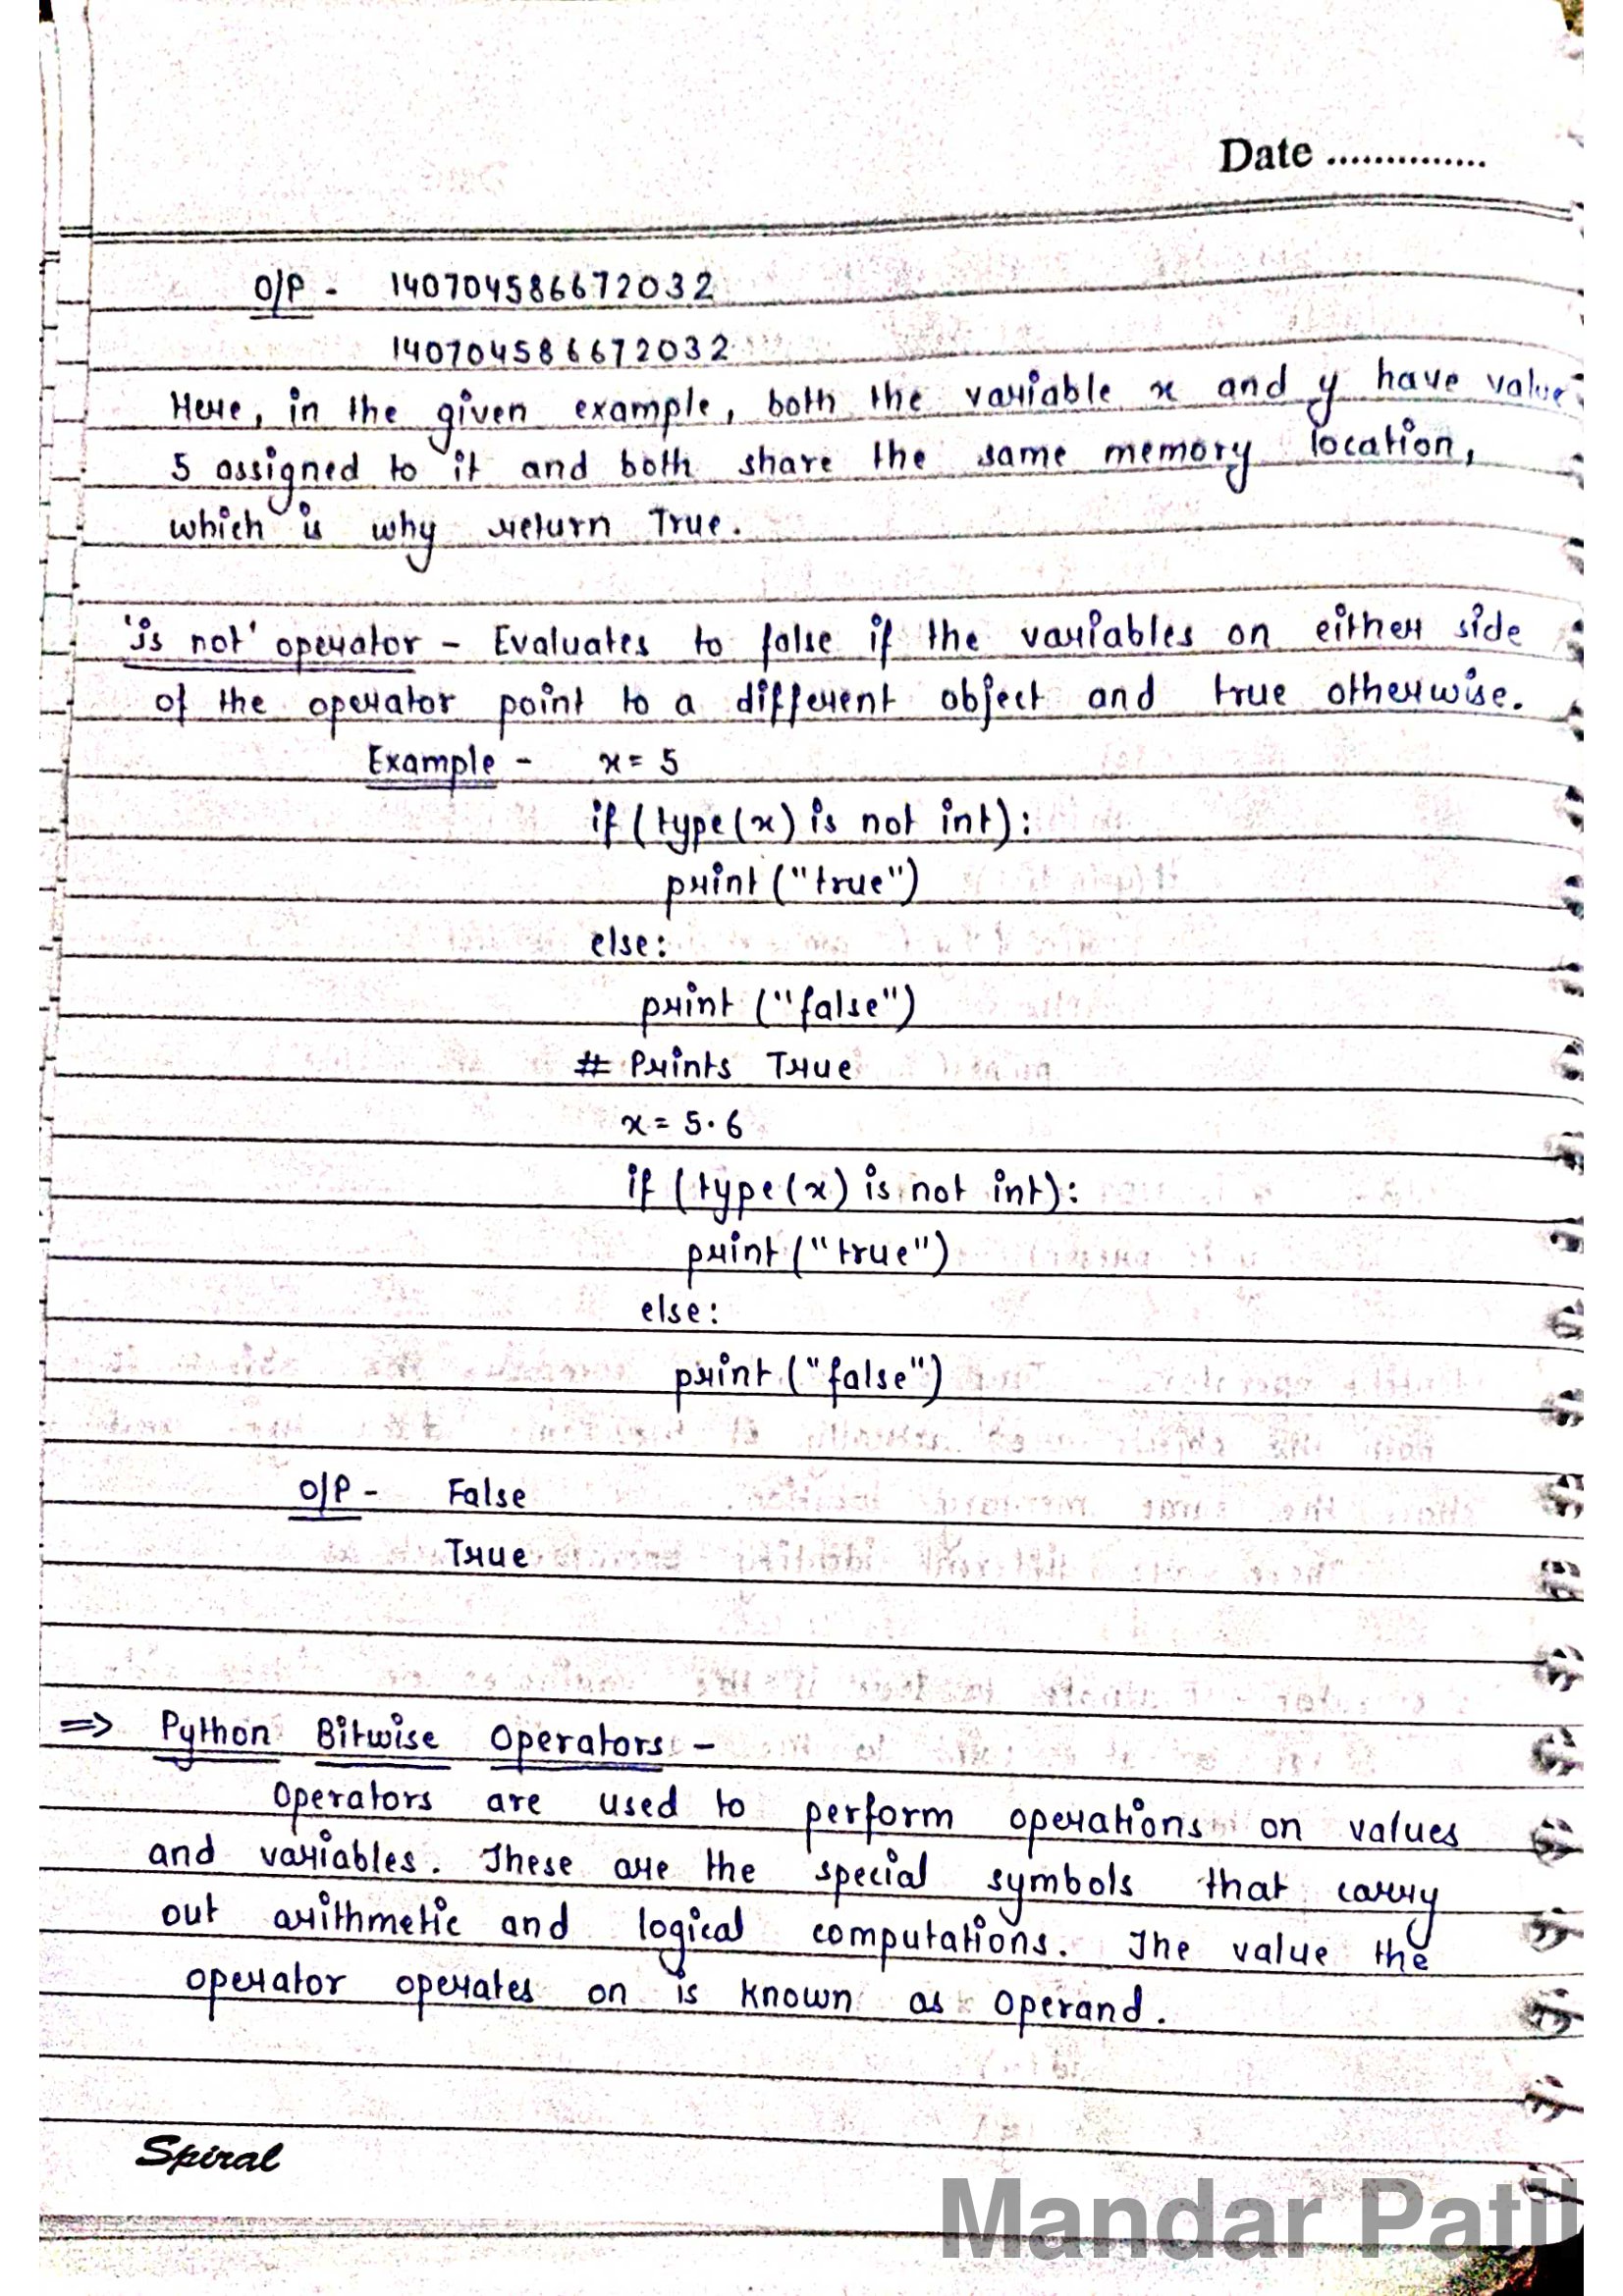 Date ..............
O/P - 140704586672032
140704586672032
Here, in the given example, both the variable x and y have value
5 assigned to it and both share the same memory location,
which is why return True.
'is not' operator - Evaluates to false if the variables on either side
of the operator point to a different object and true otherwise.
Example - x = 5
if (type(x) is not int):
print ("true")
else:
print ("false")
# Prints True
x = 5.6
if (type(x) is not int):
print ("true")
else:
print ("false")
O/P - False
True
⇒ Python Bitwise Operators -
Operators are used to perform operations on values
and variables. These are the special symbols that carry
out arithmetic and logical computations. The value the
operator operates on is known as Operand.
Spiral
Mandar Patil